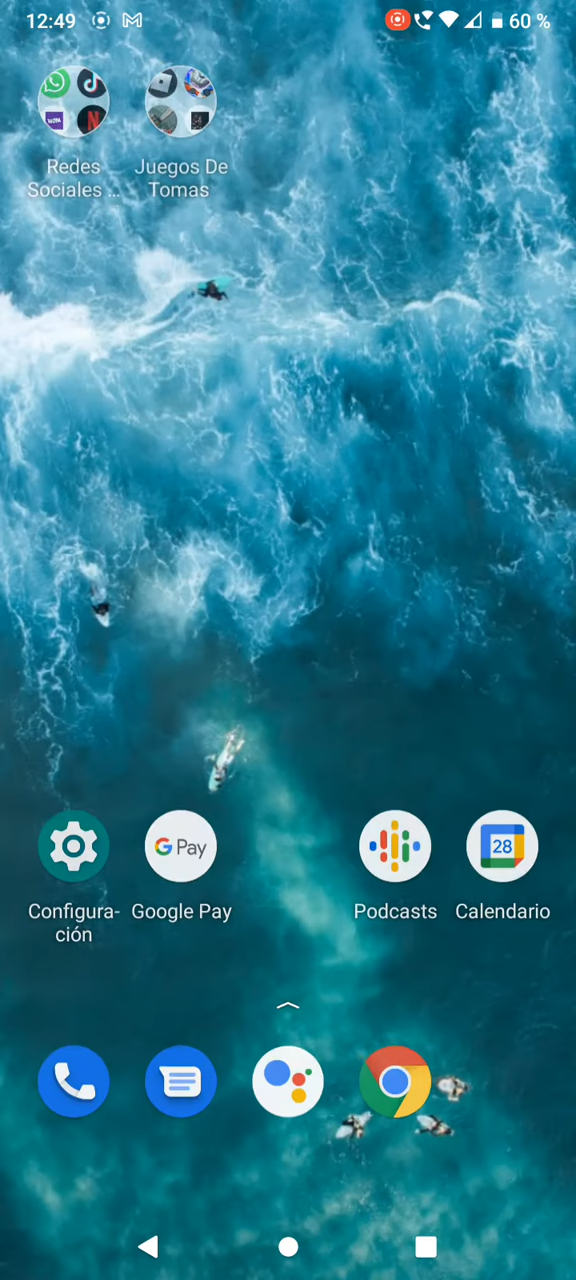 12:49
60 %
Redes
Sociales ...
Juegos De
Tomas
G Pay
28
Configura-
ción
Google Pay
Podcasts
Calendario